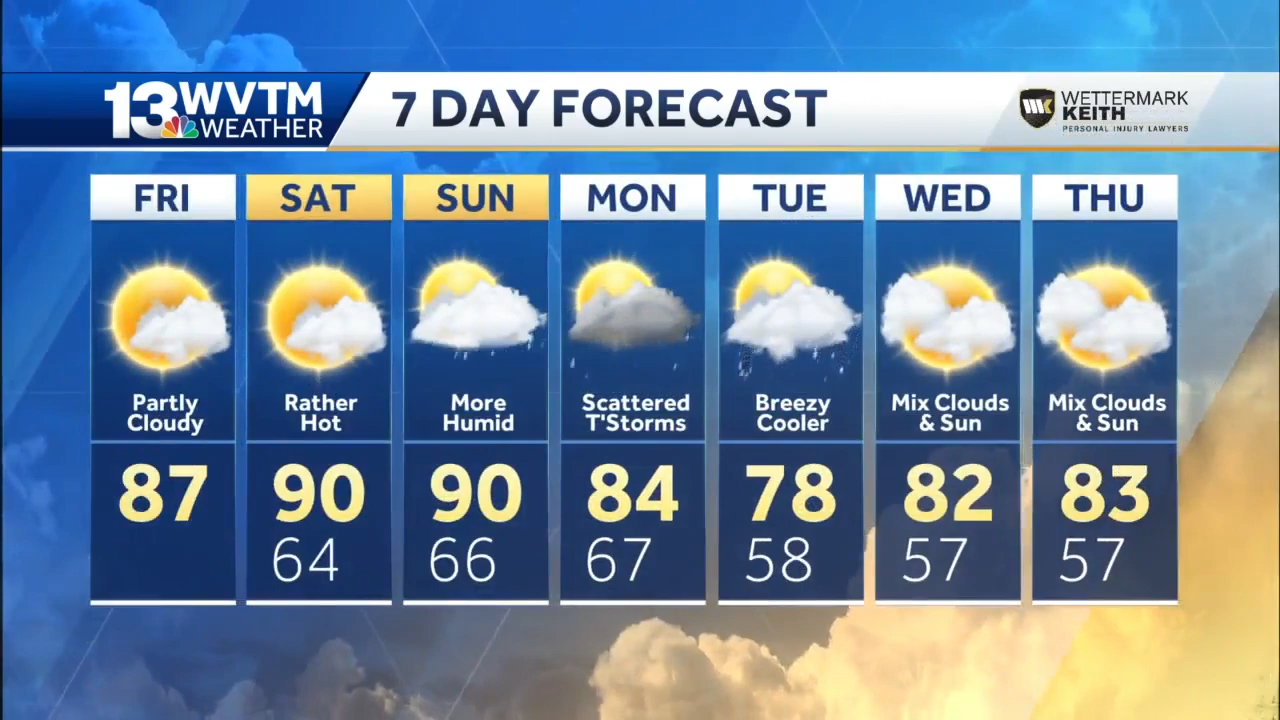 13 WVTM
WEATHER
7 DAY FORECAST
WETTERMARK
KEITH
PERSONAL INJURY LAWYERS
FRI SAT SUN MON TUE WED THU
Partly Rather More Scattered Breezy Mix Clouds Mix Clouds
Cloudy Hot Humid T'Storms Cooler & Sun & Sun
87 90 90 84 78 82 83
64 66 67 58 57 57